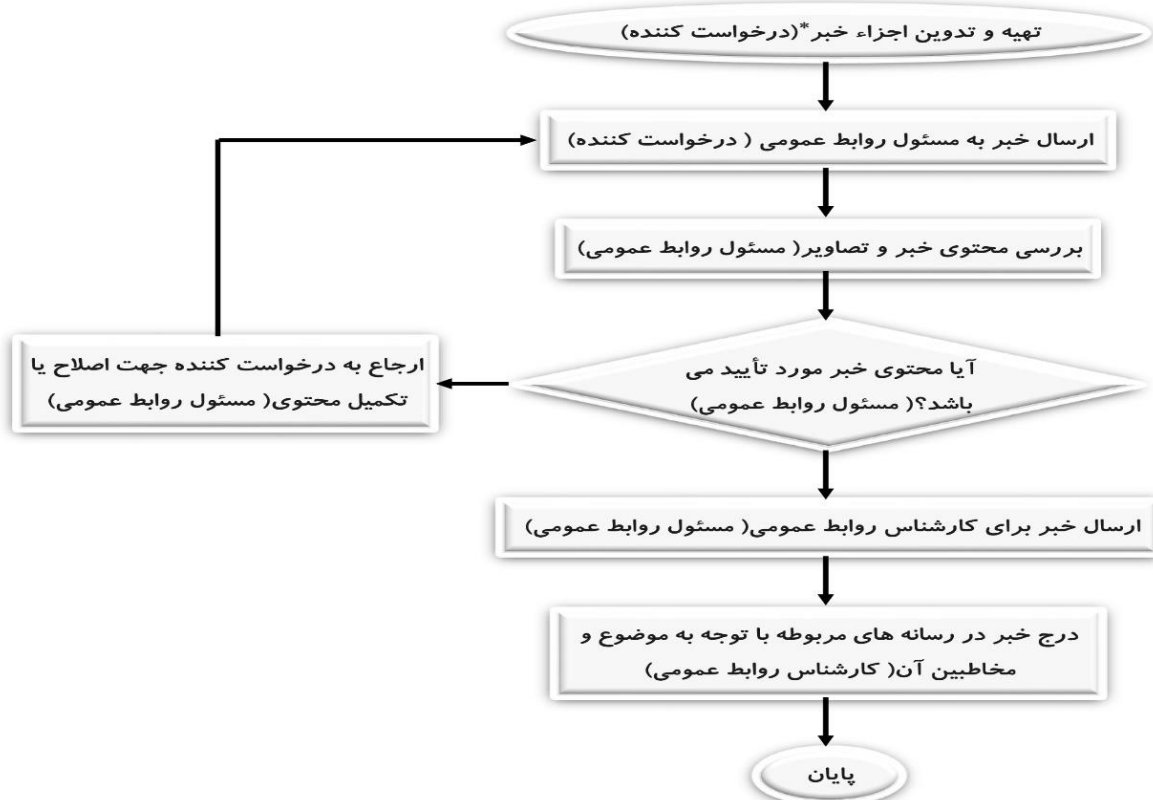 تهیه و تدوین اجزاء خبر*(درخواست کننده)
ارسال خبر به مسئول روابط عمومی ( درخواست کننده)
بررسی محتوی خبر و تصاویر( مسئول روابط عمومی)
آیا محتوی خبر مورد تأیید می
باشد؟( مسئول روابط عمومی)
ارجاع به درخواست کننده جهت اصلاح یا
تکمیل محتوی( مسئول روابط عمومی)
ارسال خبر برای کارشناس روابط عمومی( مسئول روابط عمومی)
درج خبر در رسانه های مربوطه با توجه به موضوع و
مخاطبین آن( کارشناس روابط عمومی)
پایان